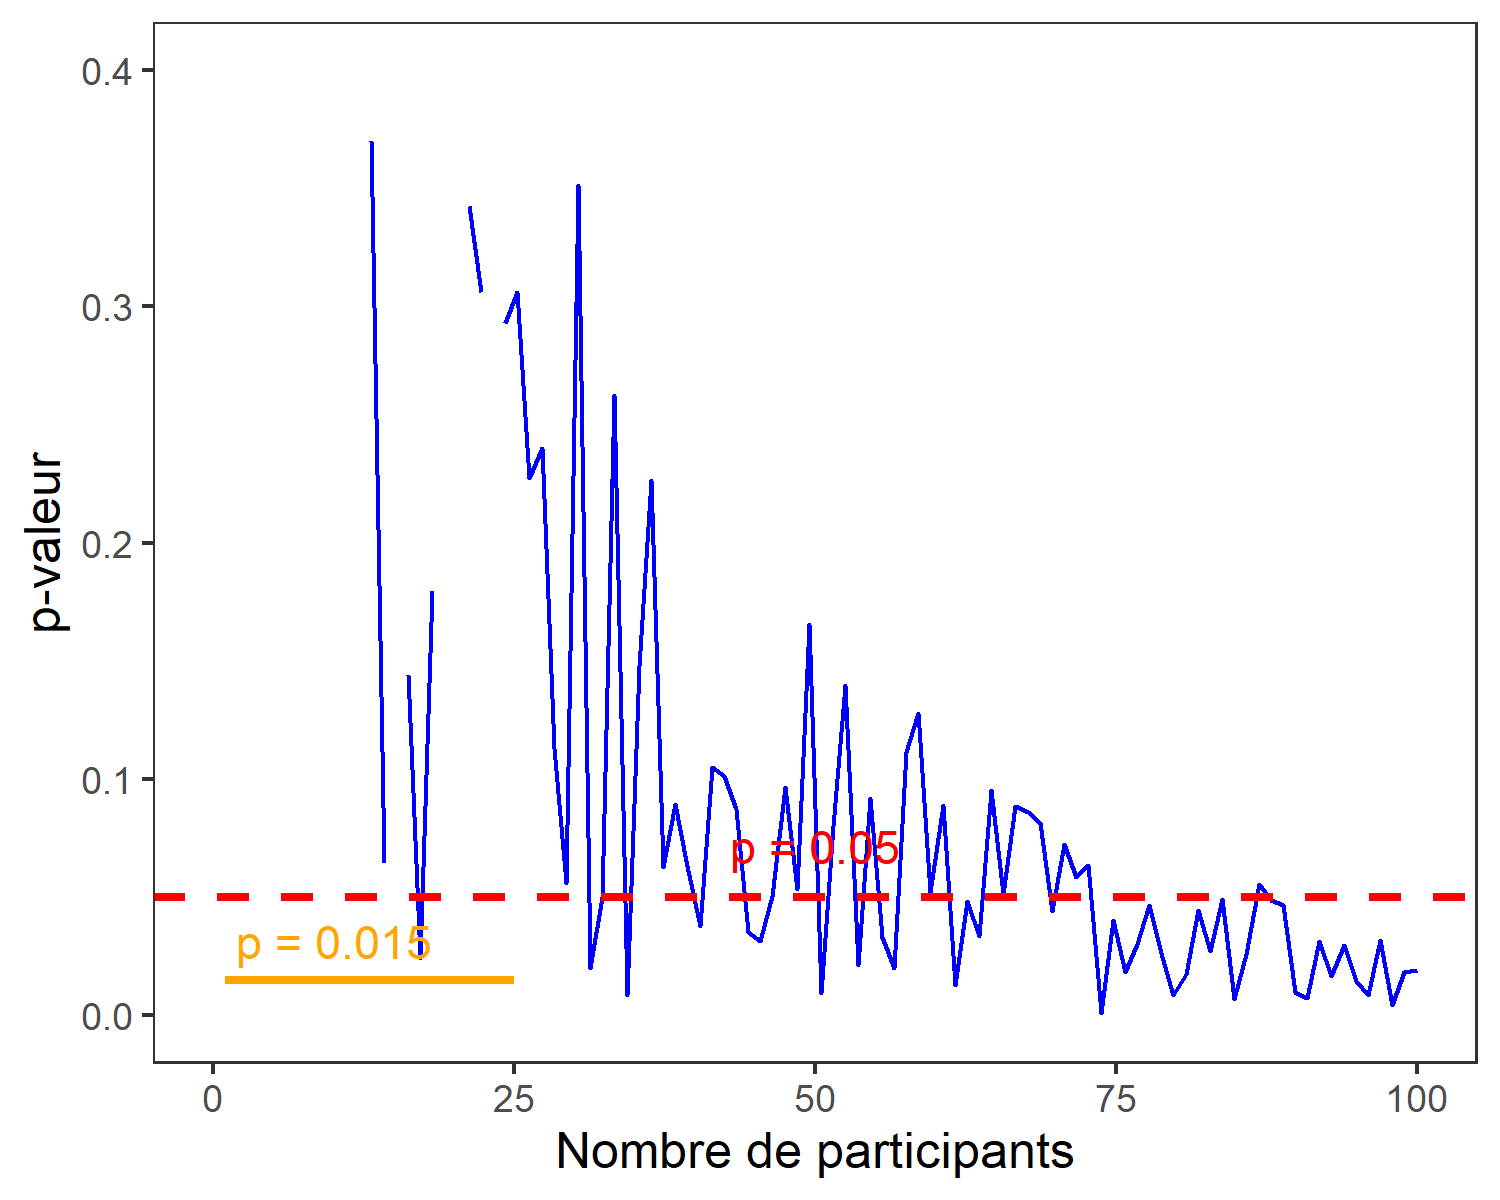 0.4
0.3
0.2
0.1
0.0
p-valeur
p = 0.05
p = 0.015
0 25 50 75 100
Nombre de participants